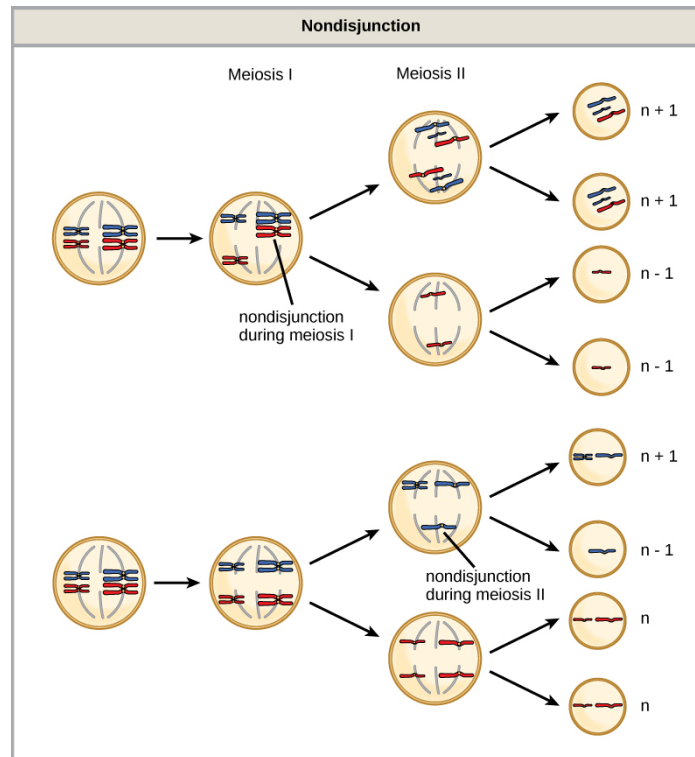 Nondisjunction
Meiosis I
Meiosis II
n + 1
n + 1
nondisjunction
during meiosis I
n - 1
n - 1
n + 1
nondisjunction
during meiosis II
n - 1
n
n